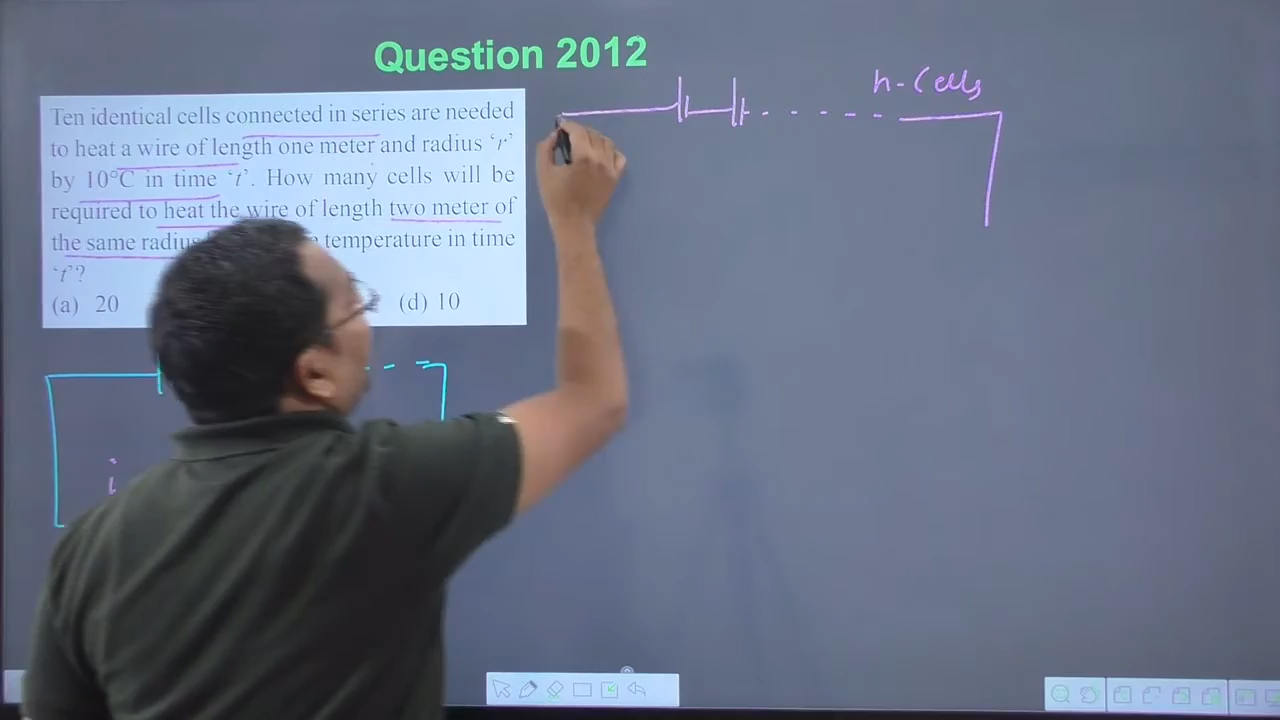 Question 2012
n-Cells
Ten identical cells connected in series are needed
to heat a wire of length one meter and radius ‘r’
by 10°C in time ‘t’. How many cells will be
required to heat the wire of length two meter of
the same radius temperature in time
‘t’?
(a) 20 (d) 10
i